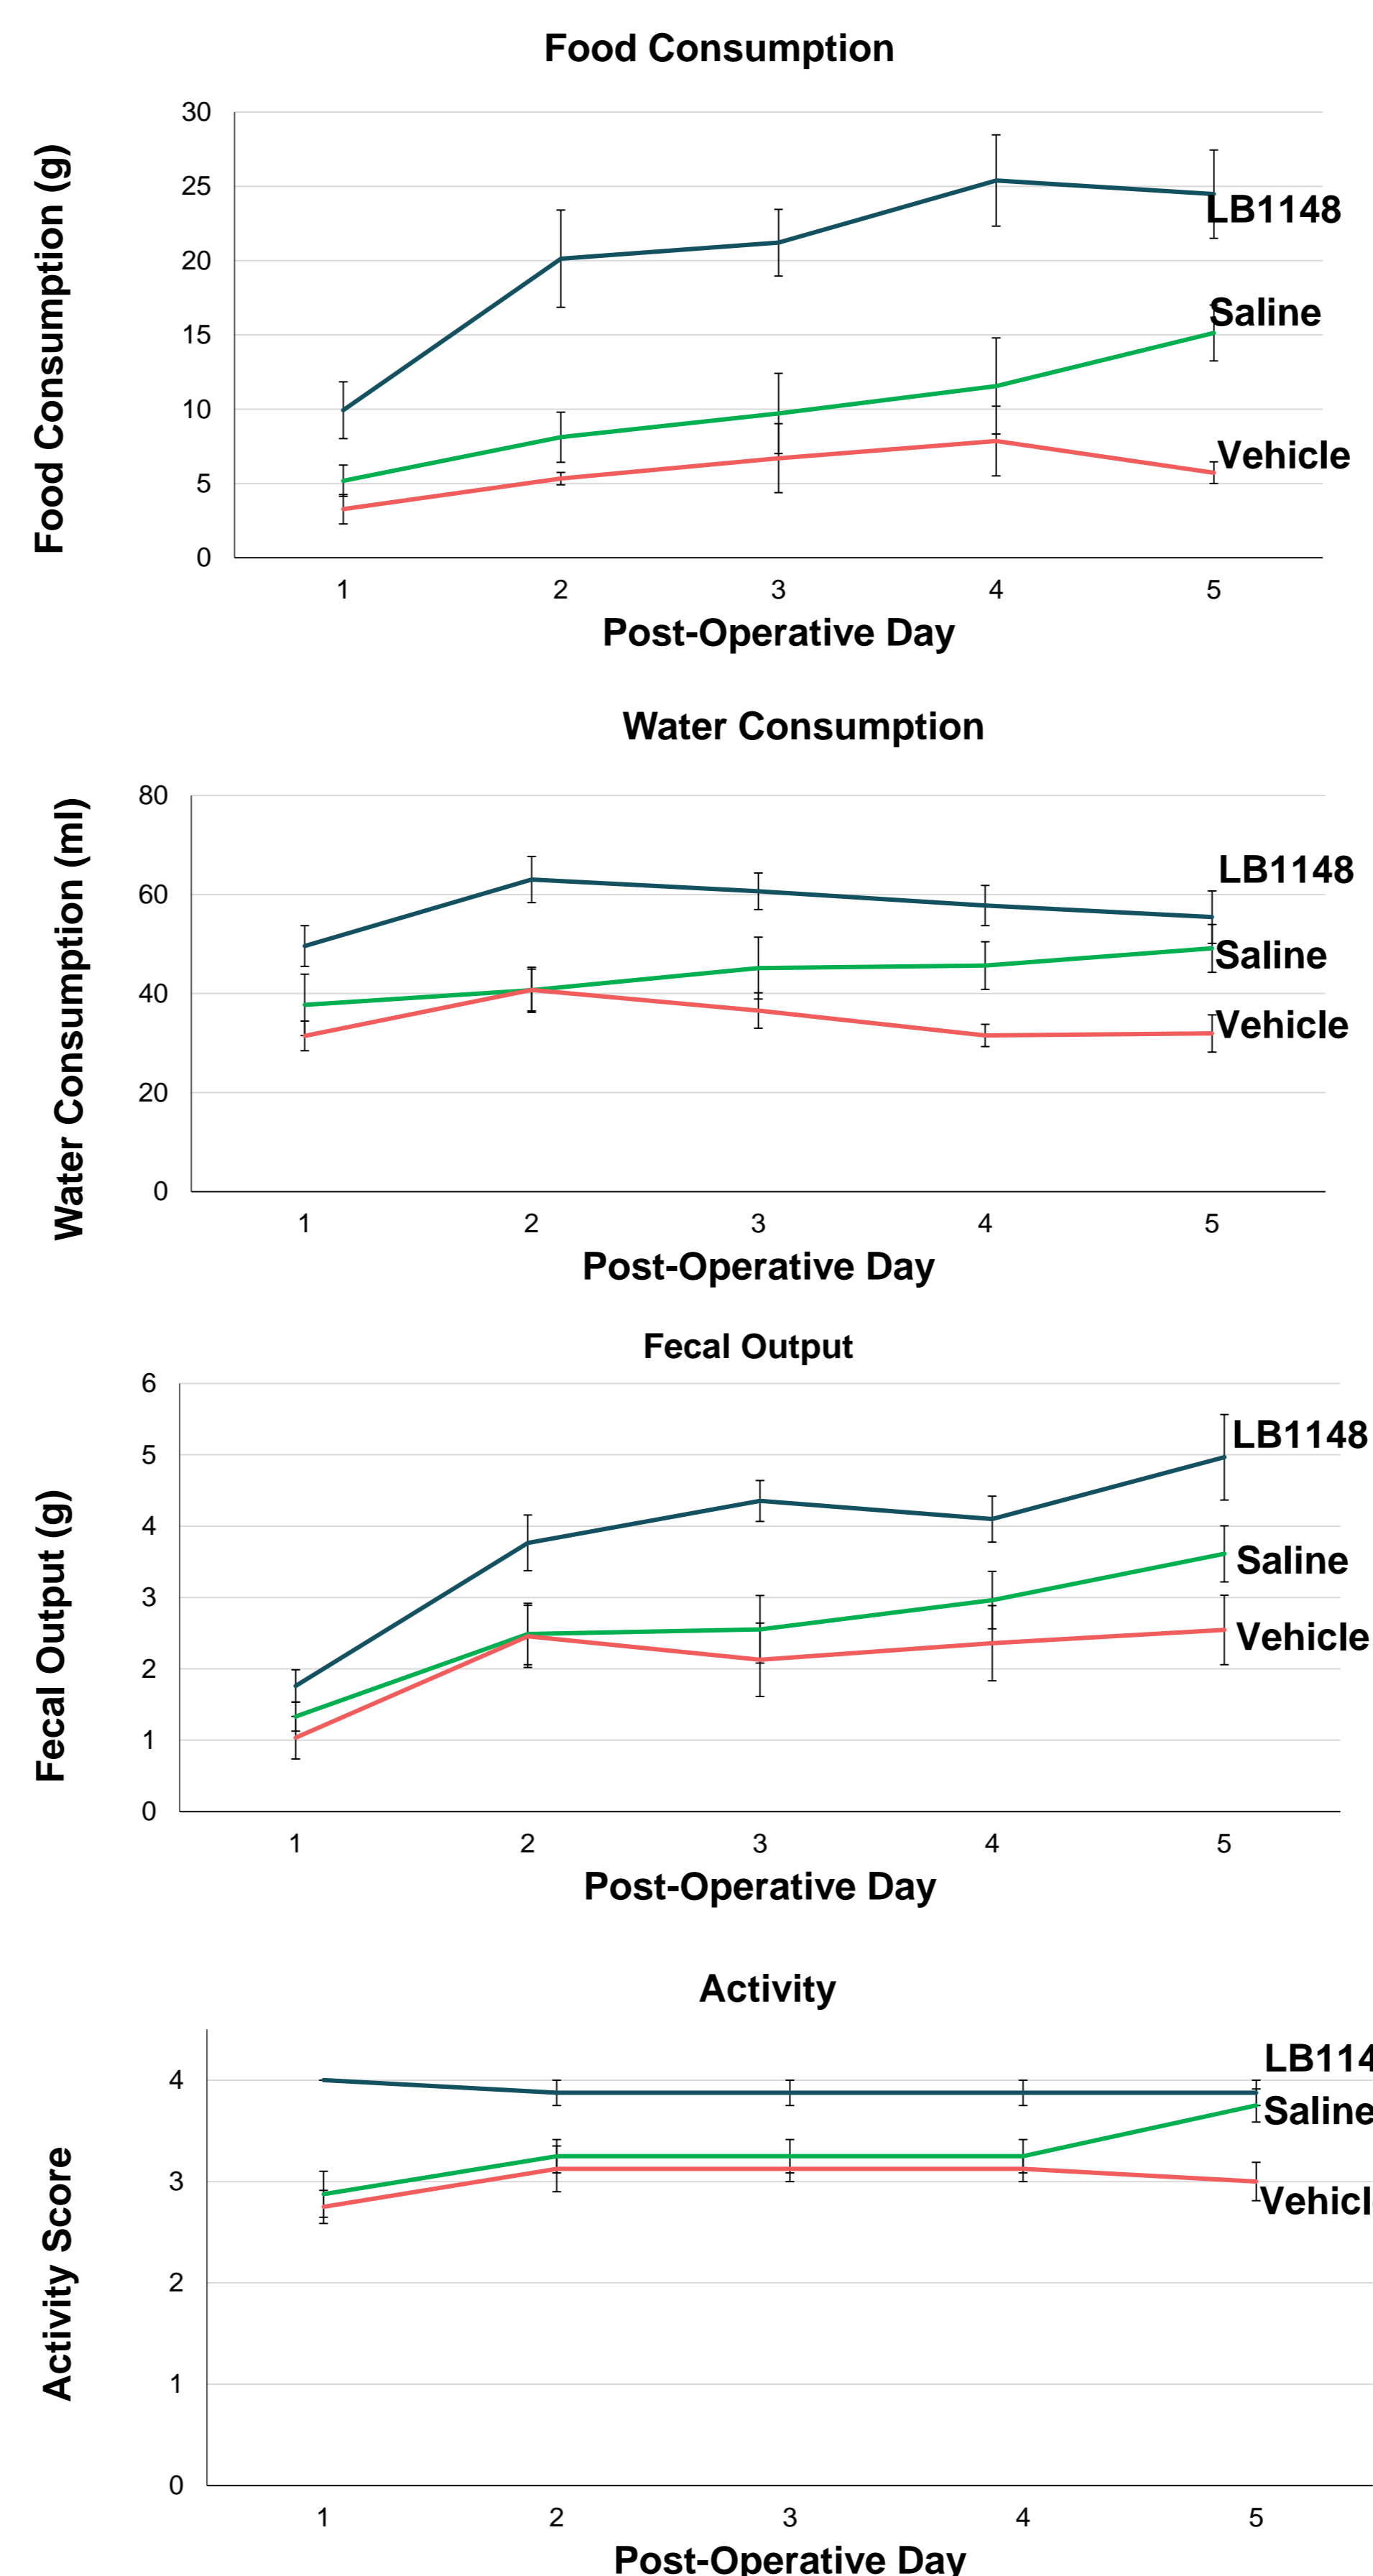 Food Consumption
Food Consumption (g)
30
25
20
15
10
5
0
LB1148
Saline
Vehicle
1 2 3 4 5
Post-Operative Day
Water Consumption
Water Consumption (ml)
80
60
40
20
0
LB1148
Saline
Vehicle
1 2 3 4 5
Post-Operative Day
Fecal Output
Fecal Output (g)
6
5
4
3
2
1
0
LB1148
Saline
Vehicle
1 2 3 4 5
Post-Operative Day
Activity
Activity Score
4
3
2
1
0
LB114
Saline
Vehicl
1 2 3 4 5
Post-Operative Day